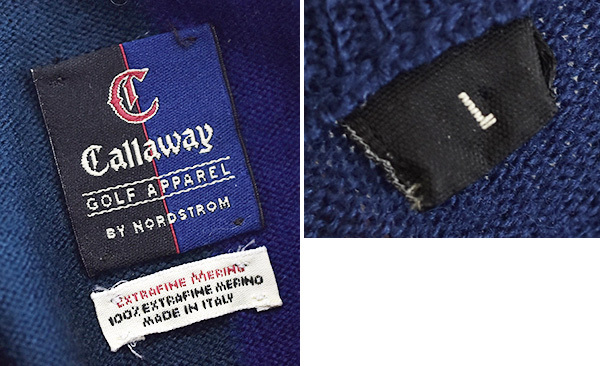 C
Callaway
GOLF APPAREL
BY NORDSTROM
EXTRAFINE MERINO
100% EXTRAFINE MERINO
MADE IN ITALY
L